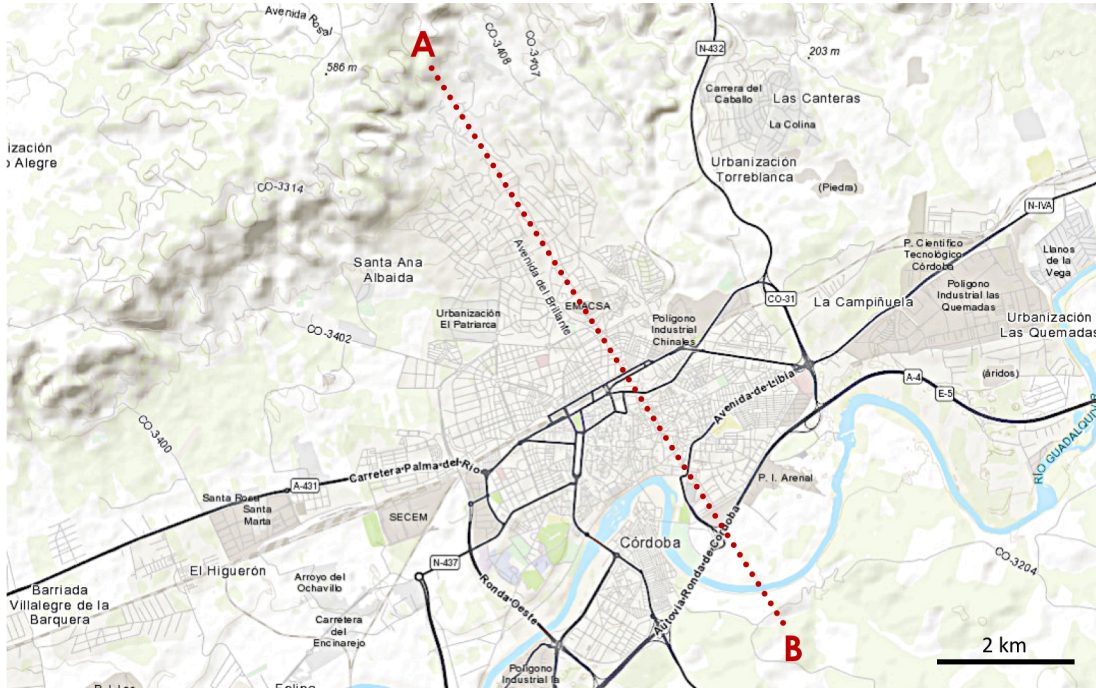 Avenida Rosal
A
CO-3408
CO-3907
586 m
N-432
203 m
Carrera del
Caballo
Las Canteras
La Colina
ización
o Alegre
Urbanización
Torreblanca
(Piedra)
CO-3314
N-IVA
P. Científico
Tecnológico
Córdoba
Llanos
de la
Vega
Santa Ana
Albaida
Avenida del Brillante
Polígono
Industrial las
Quemadas
EMACSA
CO-31
La Campiñuela
Urbanización
El Patriarca
Polígono
Industrial
Chinales
Urbanización
Las Quemadas
CO-3402
(áridos)
A-4
E-5
Avenida-de-Libia
CO-3400
RÍO GUADALQUIVIR
Carretera-Palma-del-Río
A-431
P. I. Arenal
Santa Rosa
Santa
Marta
SECEM
Córdoba
CO-3204
N-437
El Higuerón
Arroyo del
Ochavillo
Ronda-Oeste
Autovía-Ronda-de-Córdoba
Barriada
Villalegre de la
Barquera
Carretera
del
Encinarejo
B
2 km
Polígono
Industrial la